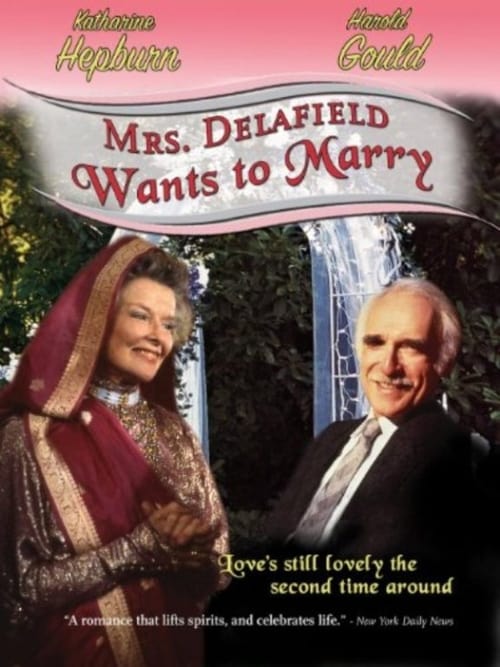 Katharine Harold
Hepburn Gould
MRS. DELAFIELD
Wants to Marry
Love's still lovely the
second time around
"A romance that lifts spirits, and celebrates life." - New York Daily News